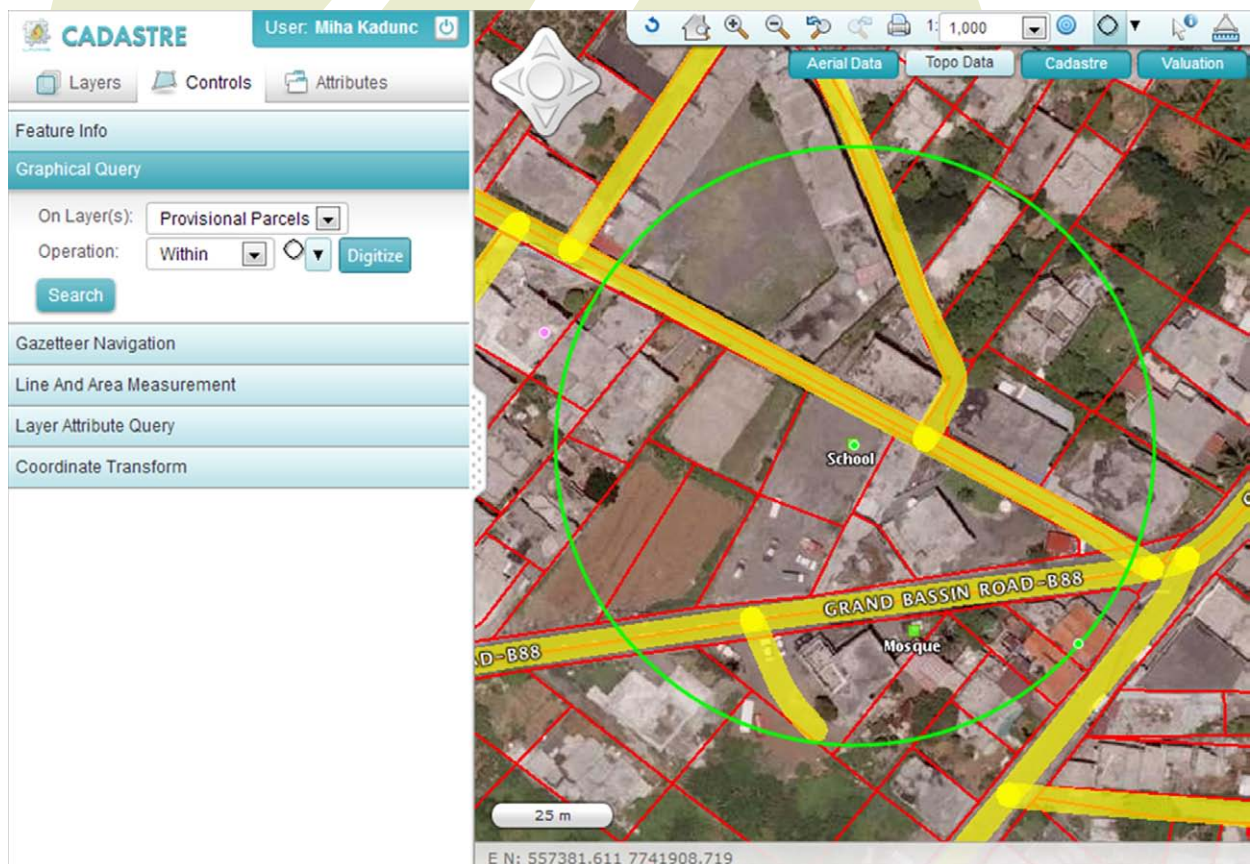 CADASTRE
User: Miha Kadunc
Layers
Controls
Attributes
Feature Info
Graphical Query
On Layer(s): Provisional Parcels
Operation: Within Digitize
Search
Gazetteer Navigation
Line And Area Measurement
Layer Attribute Query
Coordinate Transform
1: 1,000
Aerial Data
Topo Data
Cadastre
Valuation
School
GRAND BASSIN ROAD-B88
AD-B88
Mosque
25 m
E N: 557381.611 7741908.719